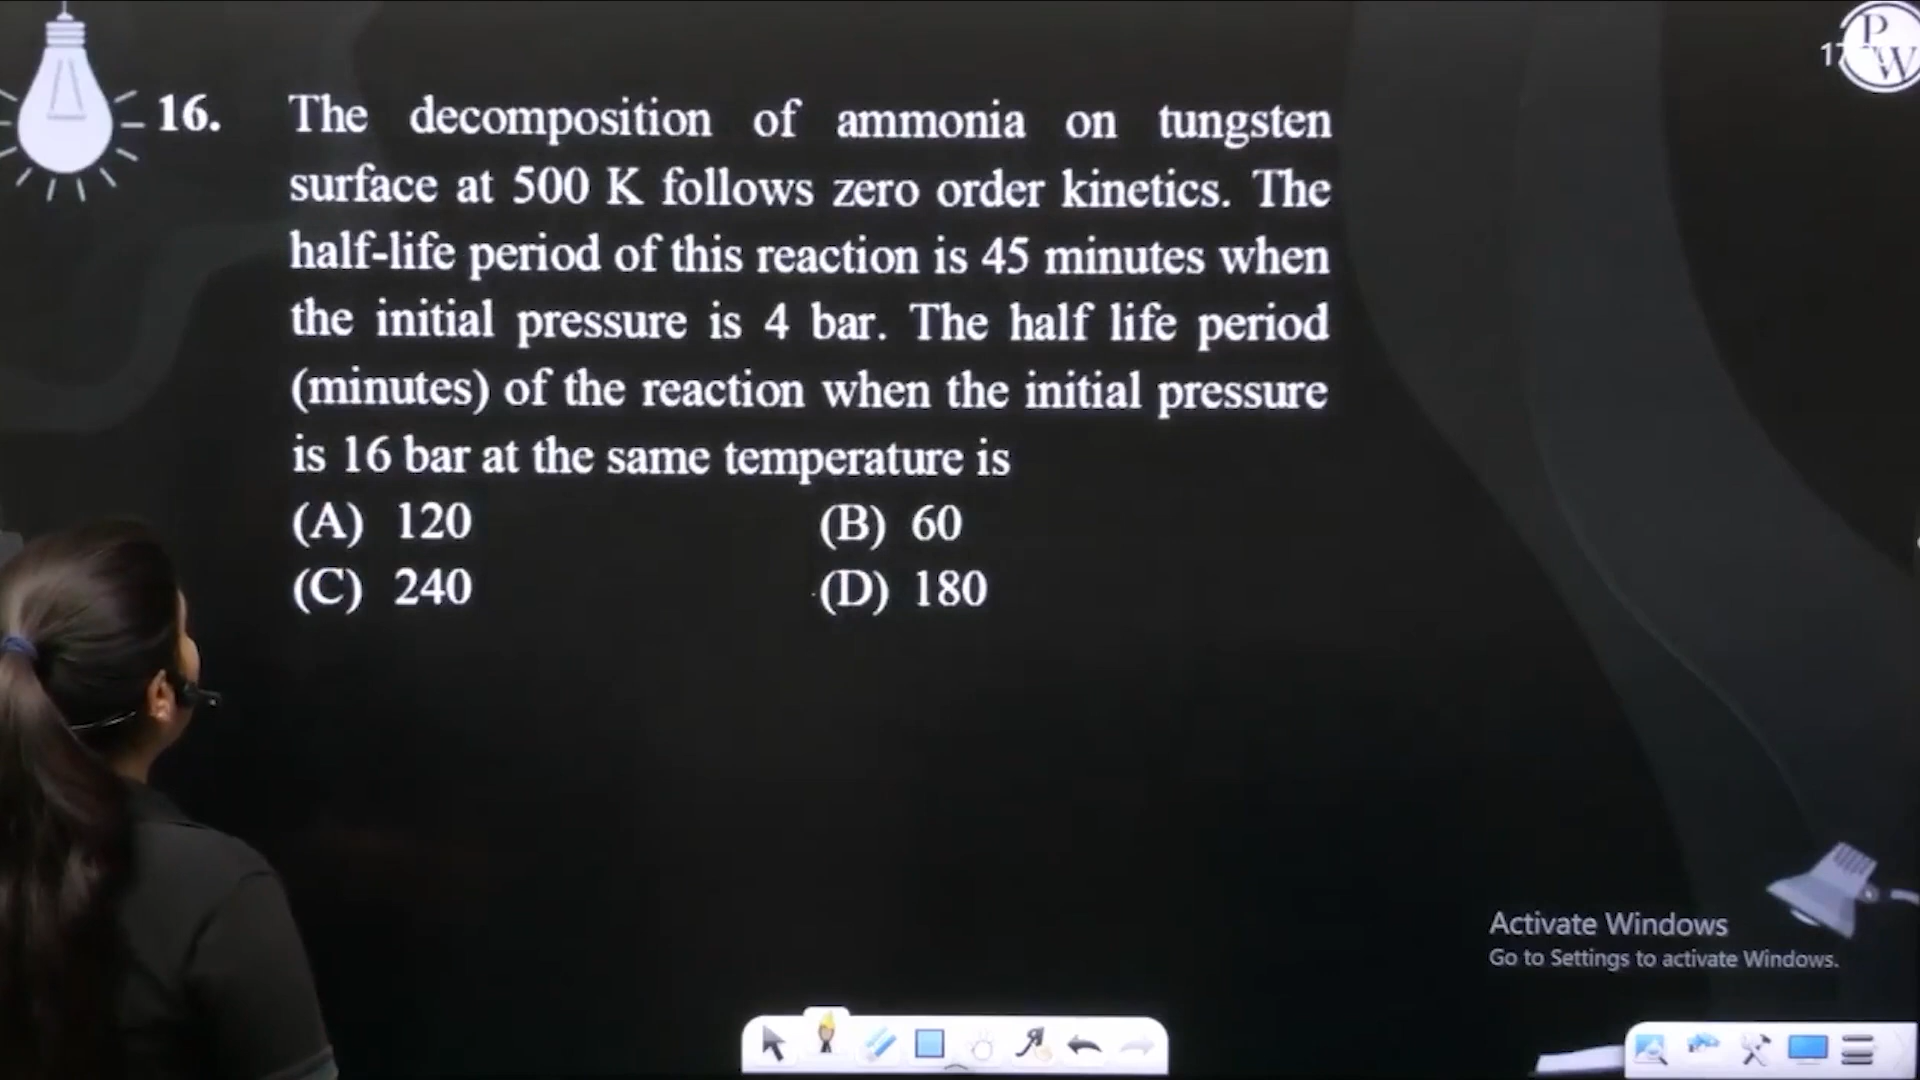 16. The decomposition of ammonia on tungsten
surface at 500 K follows zero order kinetics. The
half-life period of this reaction is 45 minutes when
the initial pressure is 4 bar. The half life period
(minutes) of the reaction when the initial pressure
is 16 bar at the same temperature is
(A) 120 (B) 60
(C) 240 (D) 180
PW
Activate Windows
Go to Settings to activate Windows.